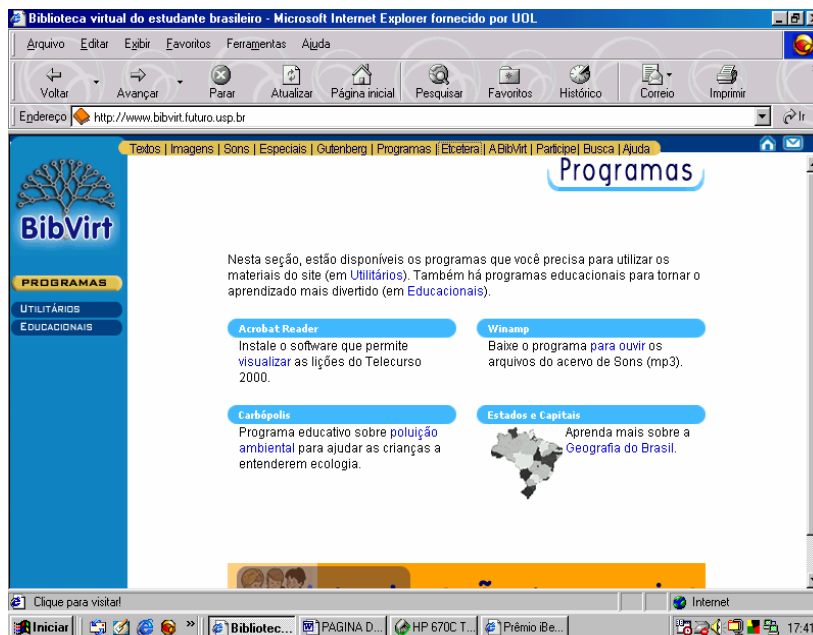 Biblioteca virtual do estudante brasileiro - Microsoft Internet Explorer fornecido por UOL
Arquivo Editar Exibir Favoritos Ferramentas Ajuda
Voltar Avançar Parar Atualizar Página inicial Pesquisar Favoritos Histórico Correio Imprimir
Endereço http://www.bibvirt.futuro.usp.br Ir
Textos | Imagens | Sons | Especiais | Gutenberg | Programas | Etcetera | A BibVirt | Participe | Busca | Ajuda
Programas
BibVirt
PROGRAMAS
UTILITÁRIOS
EDUCACIONAIS
Nesta seção, estão disponíveis os programas que você precisa para utilizar os
materiais do site (em Utilitários). Também há programas educacionais para tornar o
aprendizado mais divertido (em Educacionais).
Acrobat Reader
Instale o software que permite
visualizar as lições do Telecurso
2000.
Winamp
Baixe o programa para ouvir os
arquivos do acervo de Sons (mp3).
Carbópolis
Programa educativo sobre poluição
ambiental para ajudar as crianças a
entenderem ecologia.
Estados e Capitais
Aprenda mais sobre a
Geografia do Brasil.
Clique para visitar! Internet
Iniciar » Bibliotec... PAGINA D... HP 670C T... Prêmio iBe... 17:41